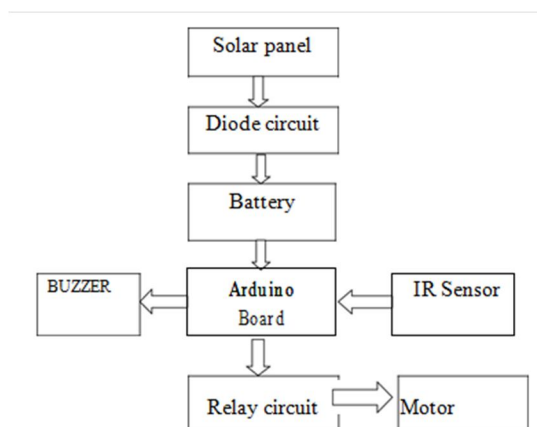 Solar panel
Diode circuit
Battery
BUZZER
Arduino
Board
IR Sensor
Relay circuit
Motor